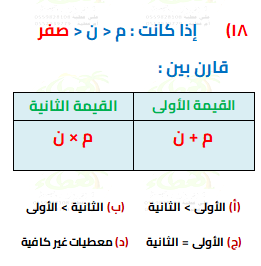 ١٨) إذا كانت : م > ن > صفر
قارن بين :
القيمة الأولى القيمة الثانية
م + ن م × ن
(أ) الأولى > الثانية (ب) الثانية > الأولى
(ج) الأولى = الثانية (د) معطيات غير كافية